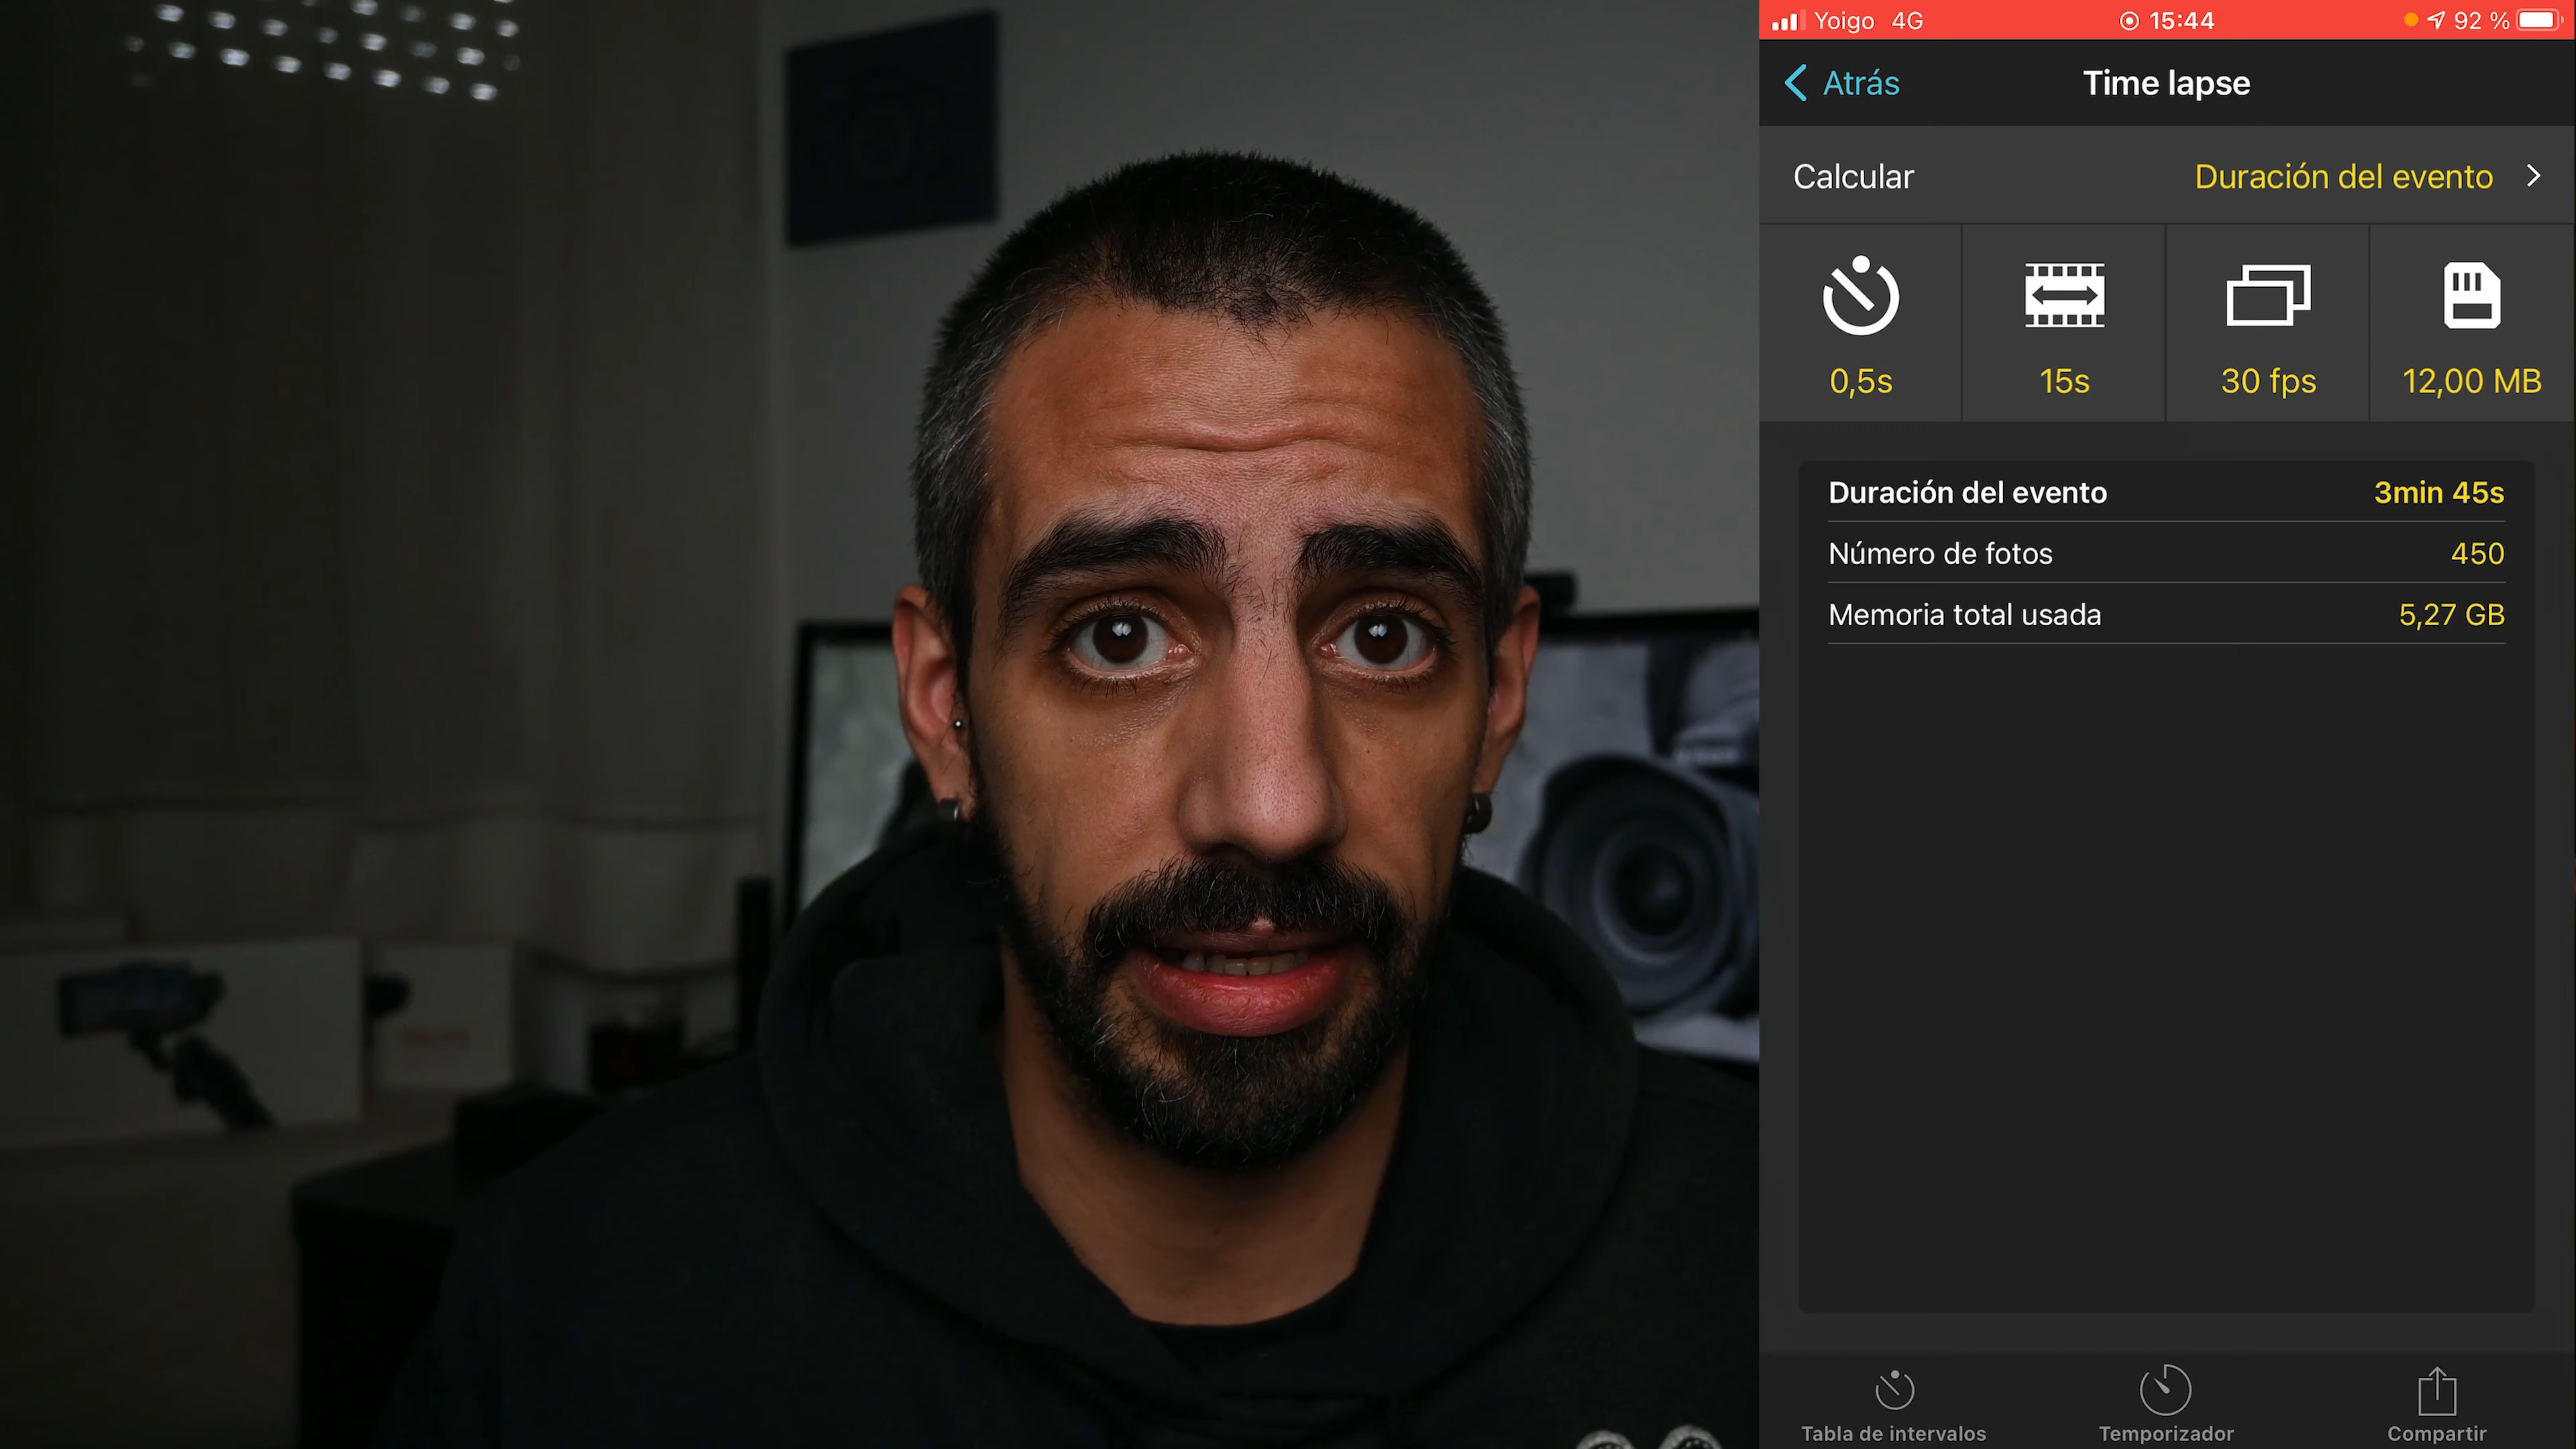 Yoigo 4G 15:44 92 %
Atrás Time lapse
Calcular Duración del evento
0,5s 15s 30 fps 12,00 MB
Duración del evento 3min 45s
Número de fotos 450
Memoria total usada 5,27 GB
Tabla de intervalos Temporizador Compartir